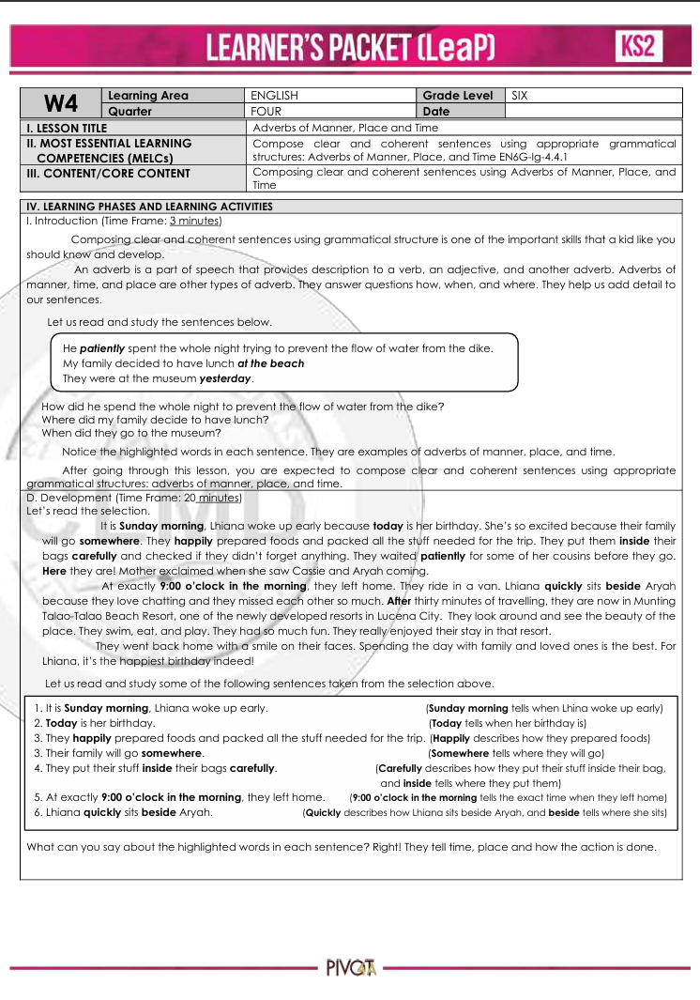 LEARNER'S PACKET (LeaP)
KS2
W4
Learning Area
ENGLISH
Grade Level
SIX
Quarter
FOUR
Date
I. LESSON TITLE
Adverbs of Manner, Place and Time
II. MOST ESSENTIAL LEARNING
COMPETENCIES (MELCs)
Compose clear and coherent sentences using appropriate grammatical
structures: Adverbs of Manner, Place, and Time EN6G-Ig-4.4.1
III. CONTENT/CORE CONTENT
Composing clear and coherent sentences using Adverbs of Manner, Place, and
Time
IV. LEARNING PHASES AND LEARNING ACTIVITIES
I. Introduction (Time Frame: 3 minutes)
Composing clear and coherent sentences using grammatical structure is one of the important skills that a kid like you
should know and develop.
An adverb is a part of speech that provides description to a verb, an adjective, and another adverb. Adverbs of
manner, time, and place are other types of adverb. They answer questions how, when, and where. They help us add detail to
our sentences.
Let us read and study the sentences below.
He patiently spent the whole night trying to prevent the flow of water from the dike.
My family decided to have lunch at the beach
They were at the museum yesterday.
How did he spend the whole night to prevent the flow of water from the dike?
Where did my family decide to have lunch?
When did they go to the museum?
Notice the highlighted words in each sentence. They are examples of adverbs of manner, place, and time.
After going through this lesson, you are expected to compose clear and coherent sentences using appropriate
grammatical structures: adverbs of manner, place, and time.
D. Development (Time Frame: 20 minutes)
Let's read the selection.
It is Sunday morning, Lhiana woke up early because today is her birthday. She's so excited because their family
will go somewhere. They happily prepared foods and packed all the stuff needed for the trip. They put them inside their
bags carefully and checked if they didn't forget anything. They waited patiently for some of her cousins before they go.
Here they are! Mother exclaimed when she saw Cassie and Aryah coming.
At exactly 9:00 o'clock in the morning, they left home. They ride in a van. Lhiana quickly sits beside Aryah
because they love chatting and they missed each other so much. After thirty minutes of travelling, they are now in Munting
Talao-Talao Beach Resort, one of the newly developed resorts in Lucena City. They look around and see the beauty of the
place. They swim, eat, and play. They had so much fun. They really enjoyed their stay in that resort.
They went back home with a smile on their faces. Spending the day with family and loved ones is the best. For
Lhiana, it's the happiest birthday indeed!
Let us read and study some of the following sentences taken from the selection above.
1. It is Sunday morning, Lhiana woke up early. (Sunday morning tells when Lhina woke up early)
2. Today is her birthday. (Today tells when her birthday is)
3. They happily prepared foods and packed all the stuff needed for the trip. (Happily describes how they prepared foods)
3. Their family will go somewhere. (Somewhere tells where they will go)
4. They put their stuff inside their bags carefully. (Carefully describes how they put their stuff inside their bag,
and inside tells where they put them)
5. At exactly 9:00 o'clock in the morning, they left home. (9:00 o'clock in the morning tells the exact time when they left home)
6. Lhiana quickly sits beside Aryah. (Quickly describes how Lhiana sits beside Aryah, and beside tells where she sits)
What can you say about the highlighted words in each sentence? Right! They tell time, place and how the action is done.
PIVOT 4A